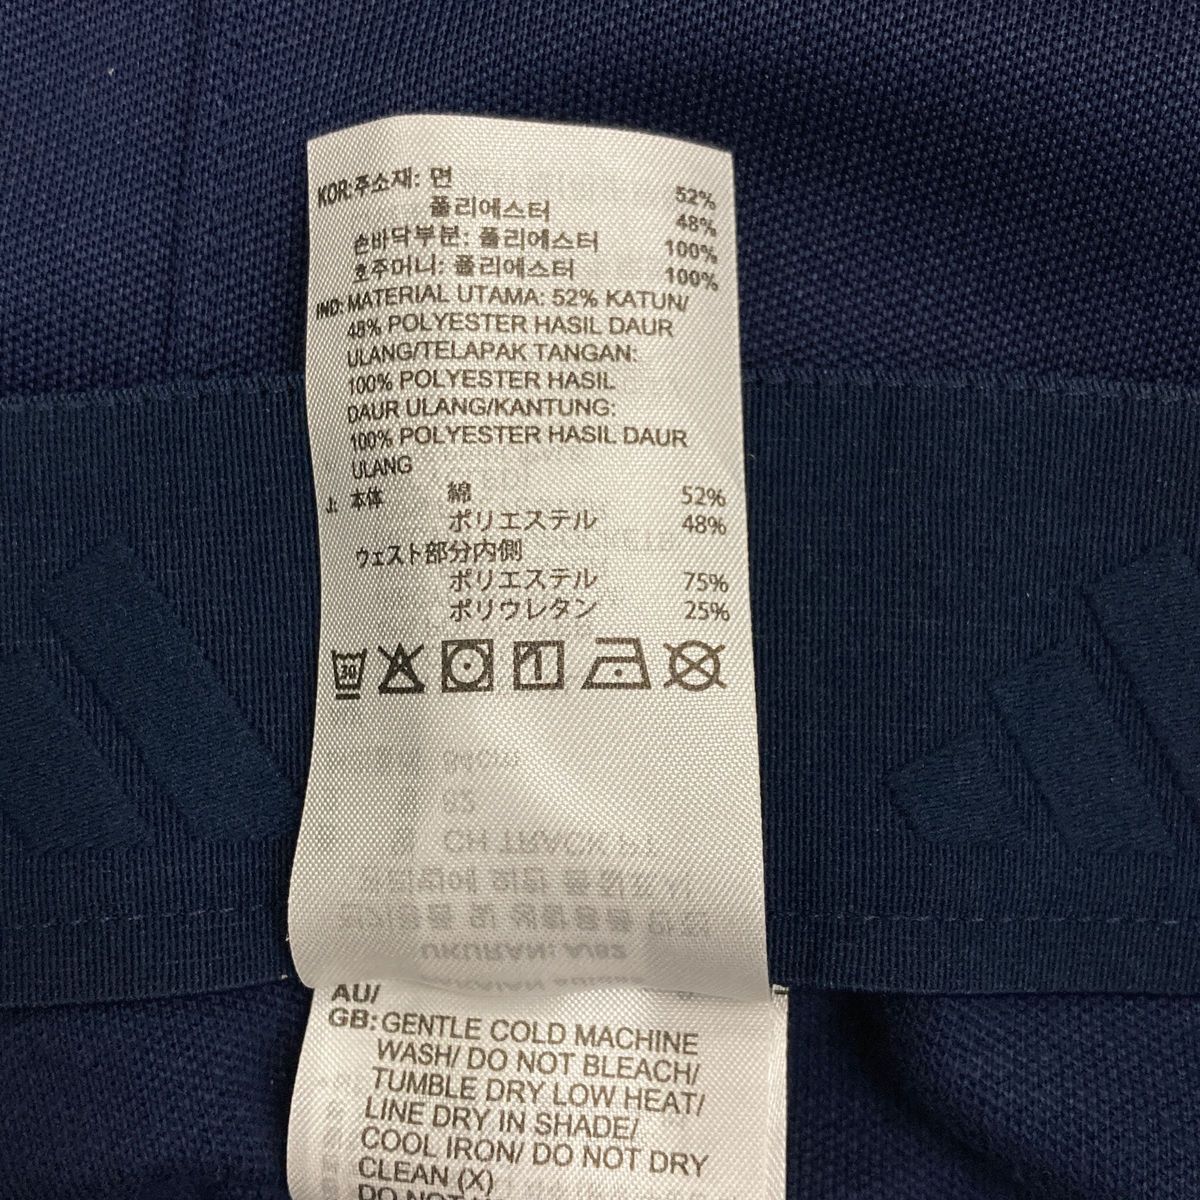 KOR: 주소재: 면 52%
폴리에스터 48%
손바닥부분: 폴리에스터 100%
호주머니: 폴리에스터 100%
IND: MATERIAL UTAMA: 52% KATUN/
48% POLYESTER HASIL DAUR
ULANG/TELAPAK TANGAN:
100% POLYESTER HASIL
DAUR ULANG/KANTUNG:
100% POLYESTER HASIL DAUR
ULANG
上 本体 綿 52%
ポリエステル 48%
ウェスト部分内側
ポリエステル 75%
ポリウレタン 25%
30
1
AU/
GB: GENTLE COLD MACHINE
WASH/ DO NOT BLEACH/
TUMBLE DRY LOW HEAT/
LINE DRY IN SHADE/
COOL IRON/ DO NOT DRY
CLEAN (X)
DO NOT